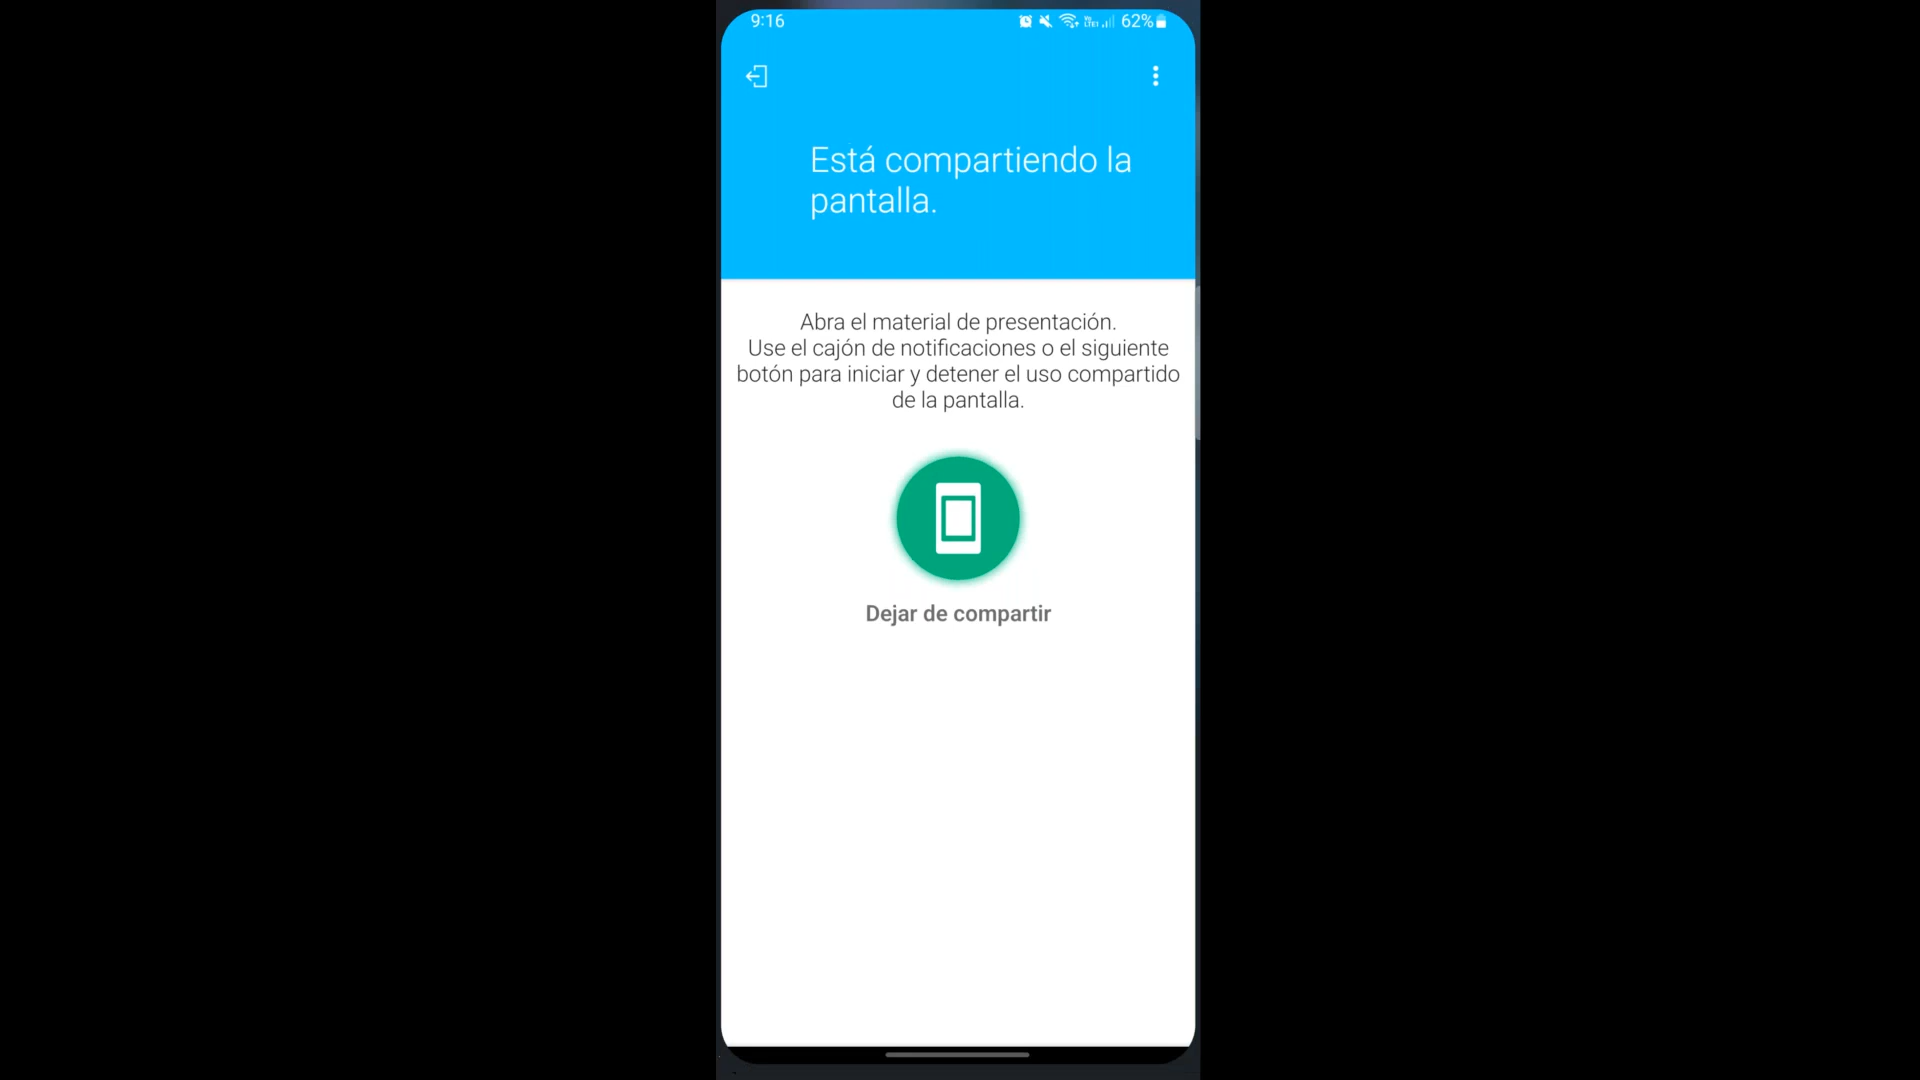 9:16
62%
Está compartiendo la
pantalla.
Abra el material de presentación.
Use el cajón de notificaciones o el siguiente
botón para iniciar y detener el uso compartido
de la pantalla.
Dejar de compartir